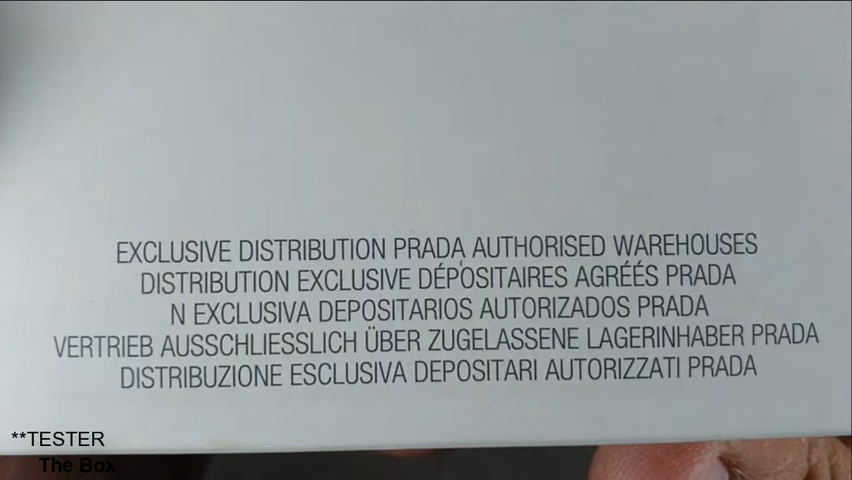 EXCLUSIVE DISTRIBUTION PRADA AUTHORISED WAREHOUSES
DISTRIBUTION EXCLUSIVE DÉPOSITAIRES AGRÉÉS PRADA
N EXCLUSIVA DEPOSITARIOS AUTORIZADOS PRADA
VERTRIEB AUSSCHLIESSLICH ÜBER ZUGELASSENE LAGERINHABER PRADA
DISTRIBUZIONE ESCLUSIVA DEPOSITARI AUTORIZZATI PRADA
**TESTER
The Box